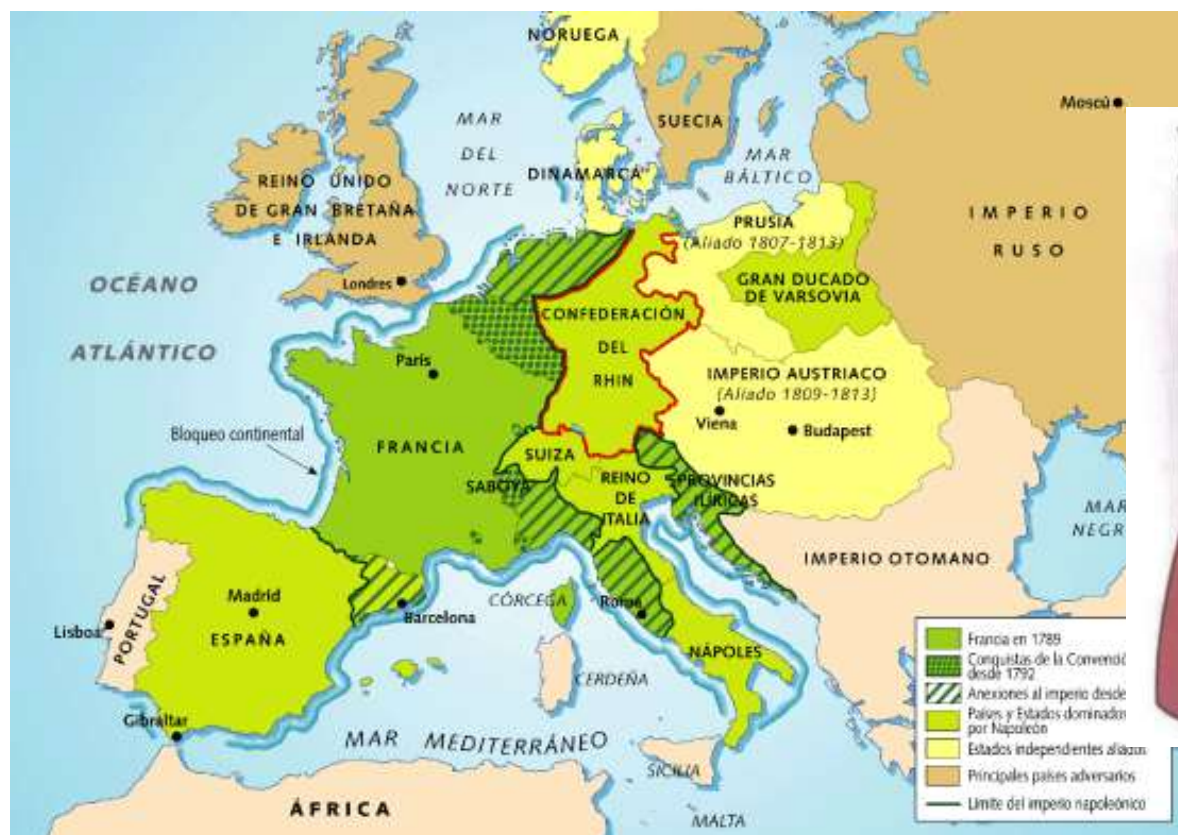 NORUEGA
SUECIA
Moscú
MAR
DEL
NORTE
MAR
BÁLTICO
DINAMARCA
REINO UNIDO
DE GRAN BRETAÑA
E IRLANDA
Londres
IMPERIO
RUSO
PRUSIA
(Aliado 1807-1813)
GRAN DUCADO
DE VARSOVIA
OCÉANO
ATLÁNTICO
CONFEDERACIÓN
DEL
RHIN
París
IMPERIO AUSTRIACO
(Aliado 1809-1813)
Viena
Budapest
Bloqueo continental
FRANCIA
SUIZA
SABOYA
REINO
DE
ITALIA
PROVINCIAS
ILÍRICAS
MAR
NEGR
IMPERIO OTOMANO
PORTUGAL
Madrid
Lisboa
ESPAÑA
Barcelona
CÓRCEGA
Roma
NÁPOLES
CERDEÑA
Gibraltar
MAR MEDITERRÁNEO
SICILIA
ÁFRICA
MALTA
Francia en 1789
Conquistas de la Convenció
desde 1792
Anexiones al imperio desde
Países y Estados dominados
por Napoleón
Estados independientes aliados
Principales países adversarios
Límite del imperio napoleónico